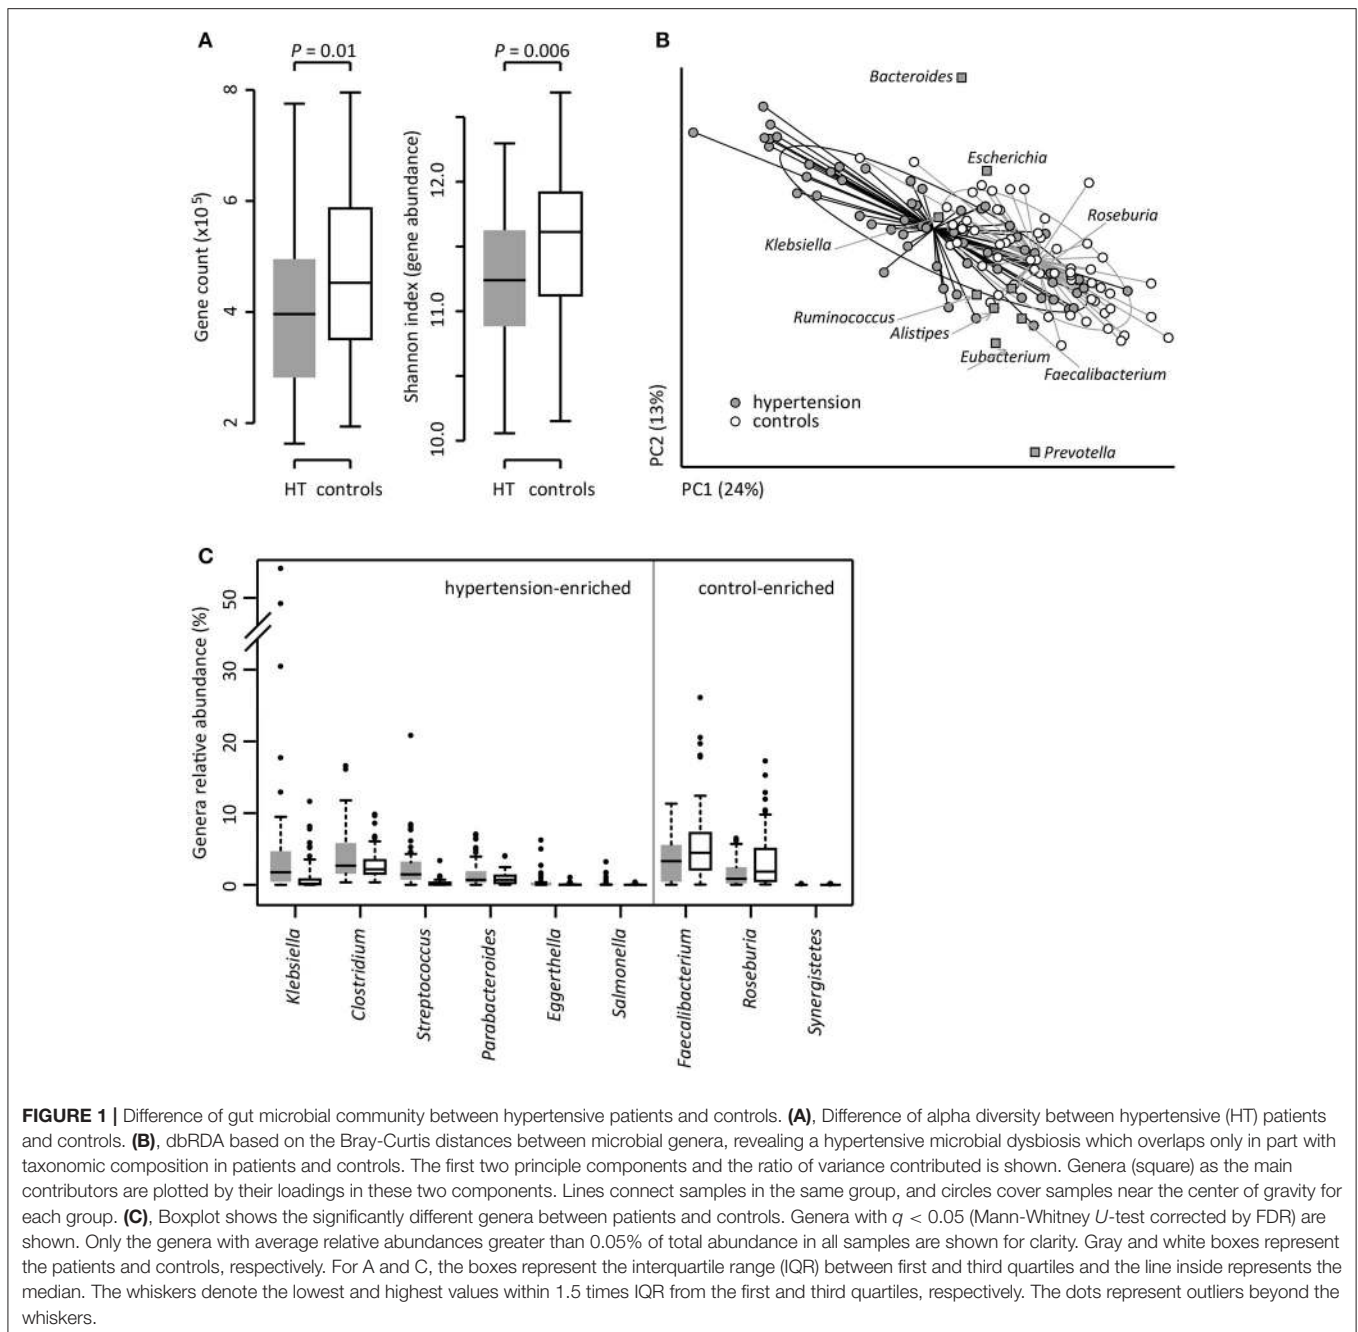 A
P = 0.01
P = 0.006
Gene count (x10^5)
8
6
4
2
HT controls
Shannon index (gene abundance)
12.0
11.0
10.0
HT controls
B
Bacteroides
Escherichia
Roseburia
Klebsiella
Ruminococcus
Alistipes
Eubacterium
Faecalibacterium
hypertension
controls
Prevotella
PC2 (13%)
PC1 (24%)
C
hypertension-enriched
control-enriched
Genera relative abundance (%)
50
30
20
10
0
Klebsiella
Clostridium
Streptococcus
Parabacteroides
Eggerthella
Salmonella
Faecalibacterium
Roseburia
Synergistetes
FIGURE 1 | Difference of gut microbial community between hypertensive patients and controls. (A), Difference of alpha diversity between hypertensive (HT) patients
and controls. (B), dbRDA based on the Bray-Curtis distances between microbial genera, revealing a hypertensive microbial dysbiosis which overlaps only in part with
taxonomic composition in patients and controls. The first two principle components and the ratio of variance contributed is shown. Genera (square) as the main
contributors are plotted by their loadings in these two components. Lines connect samples in the same group, and circles cover samples near the center of gravity for
each group. (C), Boxplot shows the significantly different genera between patients and controls. Genera with q < 0.05 (Mann-Whitney U-test corrected by FDR) are
shown. Only the genera with average relative abundances greater than 0.05% of total abundance in all samples are shown for clarity. Gray and white boxes represent
the patients and controls, respectively. For A and C, the boxes represent the interquartile range (IQR) between first and third quartiles and the line inside represents the
median. The whiskers denote the lowest and highest values within 1.5 times IQR from the first and third quartiles, respectively. The dots represent outliers beyond the
whiskers.